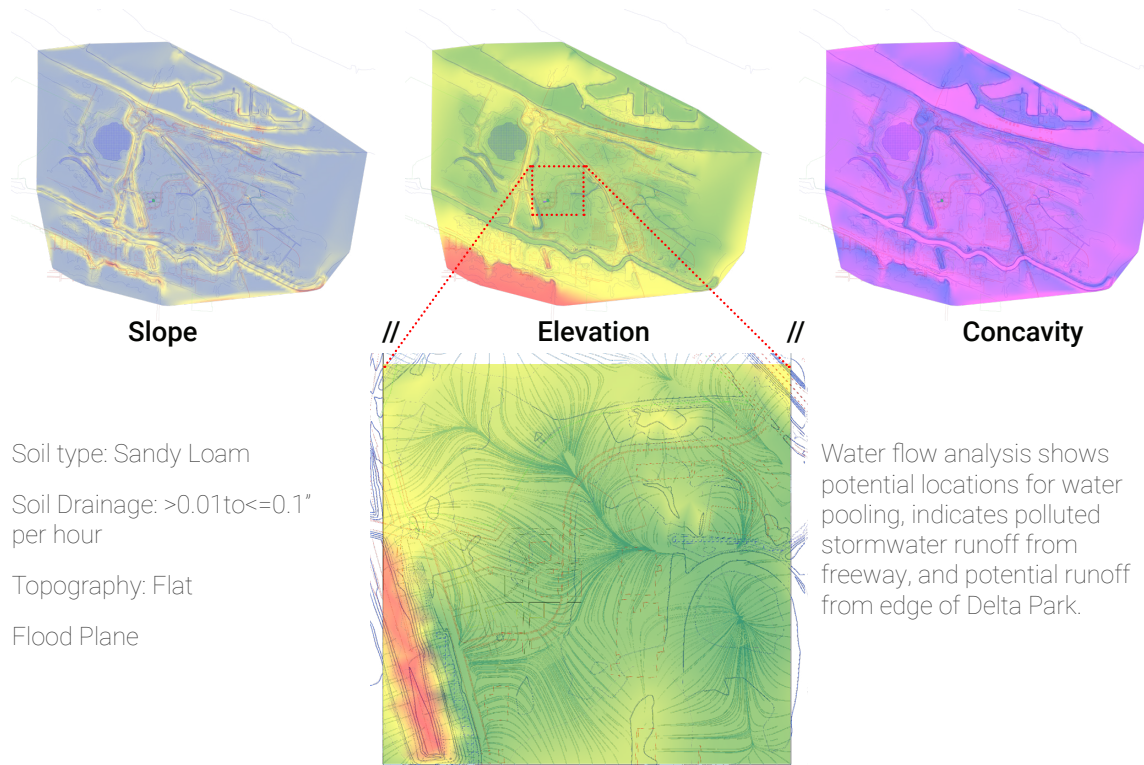 Slope
//
Elevation
//
Concavity
Soil type: Sandy Loam
Soil Drainage: >0.01to<=0.1”
per hour
Topography: Flat
Flood Plane
Water flow analysis shows
potential locations for water
pooling, indicates polluted
stormwater runoff from
freeway, and potential runoff
from edge of Delta Park.